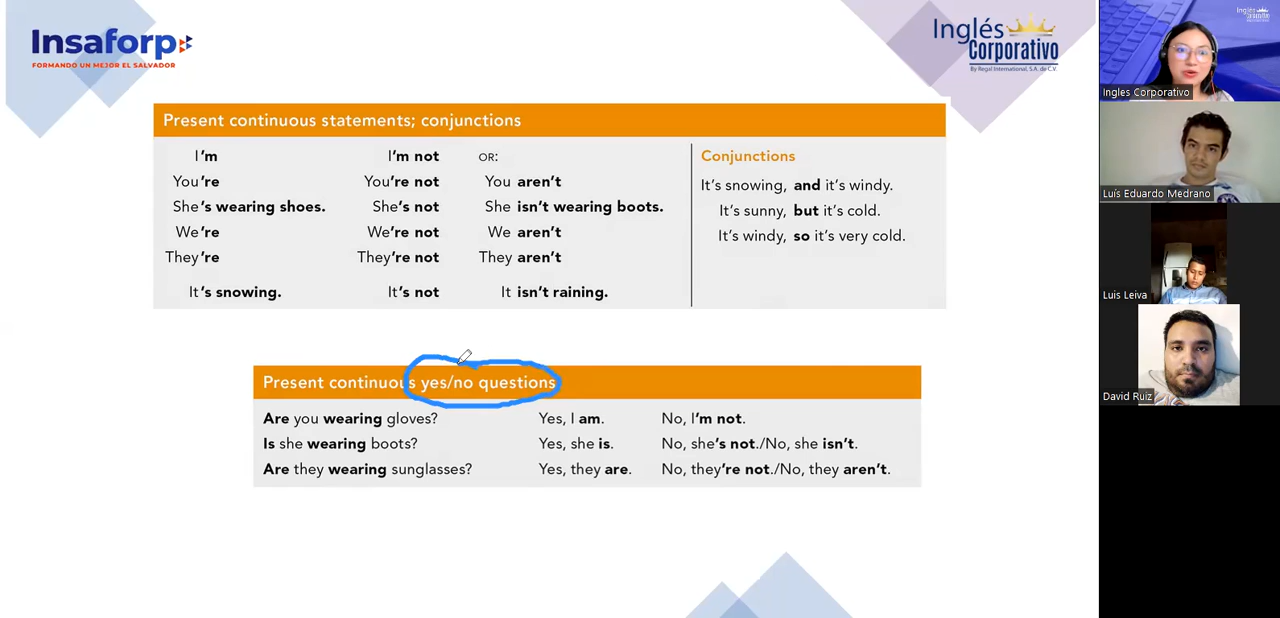 Insaforp
FORMANDO UN MEJOR EL SALVADOR
Inglés
Corporativo
By Regal International, S.A. de C.V.
Present continuous statements; conjunctions
I'm I'm not OR:
You're You're not You aren't
She's wearing shoes. She's not She isn't wearing boots.
We're We're not We aren't
They're They're not They aren't
It's snowing. It's not It isn't raining.
Conjunctions
It's snowing, and it's windy.
It's sunny, but it's cold.
It's windy, so it's very cold.
Present continuous yes/no questions
Are you wearing gloves? Yes, I am. No, I'm not.
Is she wearing boots? Yes, she is. No, she's not./No, she isn't.
Are they wearing sunglasses? Yes, they are. No, they're not./No, they aren't.
Inglés
Ingles Corporativo
Luís Eduardo Medrano
Luis Leiva
David Ruiz